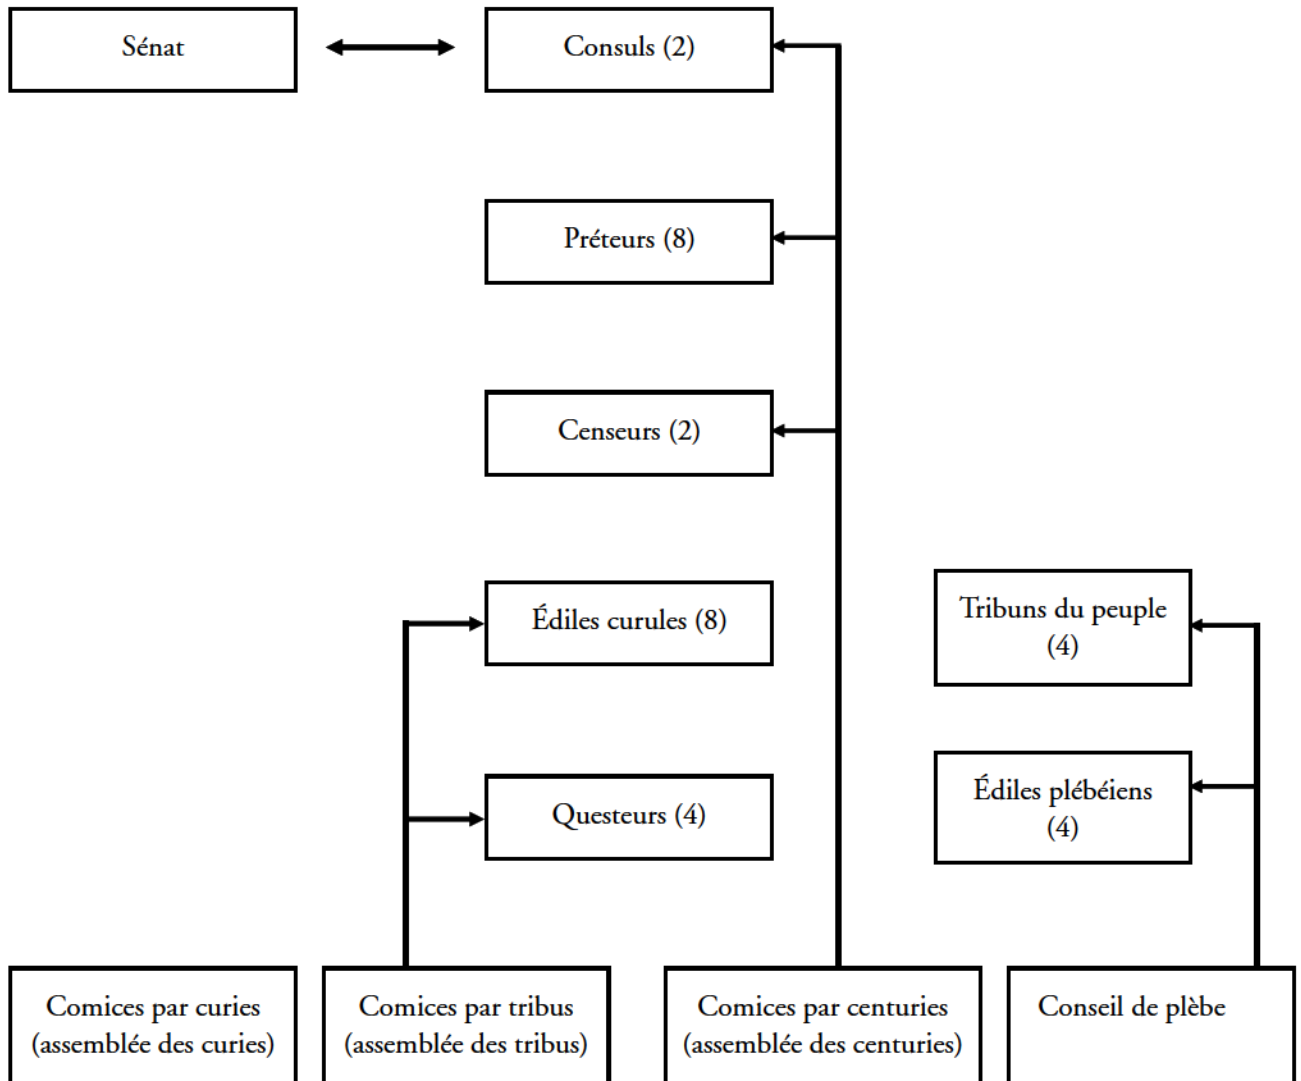 Sénat
Consuls (2)
Préteurs (8)
Censeurs (2)
Édiles curules (8)
Tribuns du peuple
(4)
Questeurs (4)
Édiles plébéiens
(4)
Comices par curies
(assemblée des curies)
Comices par tribus
(assemblée des tribus)
Comices par centuries
(assemblée des centuries)
Conseil de plèbe